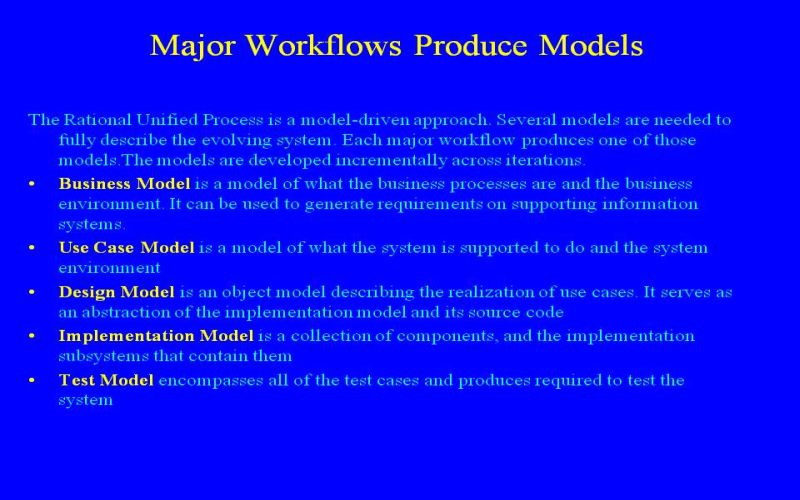 Major Workflows Produce Models
The Rational Unified Process is a model-driven approach. Several models are needed to
fully describe the evolving system. Each major workflow produces one of those
models.The models are developed incrementally across iterations.
• Business Model is a model of what the business processes are and the business
environment. It can be used to generate requirements on supporting information
systems.
• Use Case Model is a model of what the system is supported to do and the system
environment
• Design Model is an object model describing the realization of use cases. It serves as
an abstraction of the implementation model and its source code
• Implementation Model is a collection of components, and the implementation
subsystems that contain them
• Test Model encompasses all of the test cases and produces required to test the
system